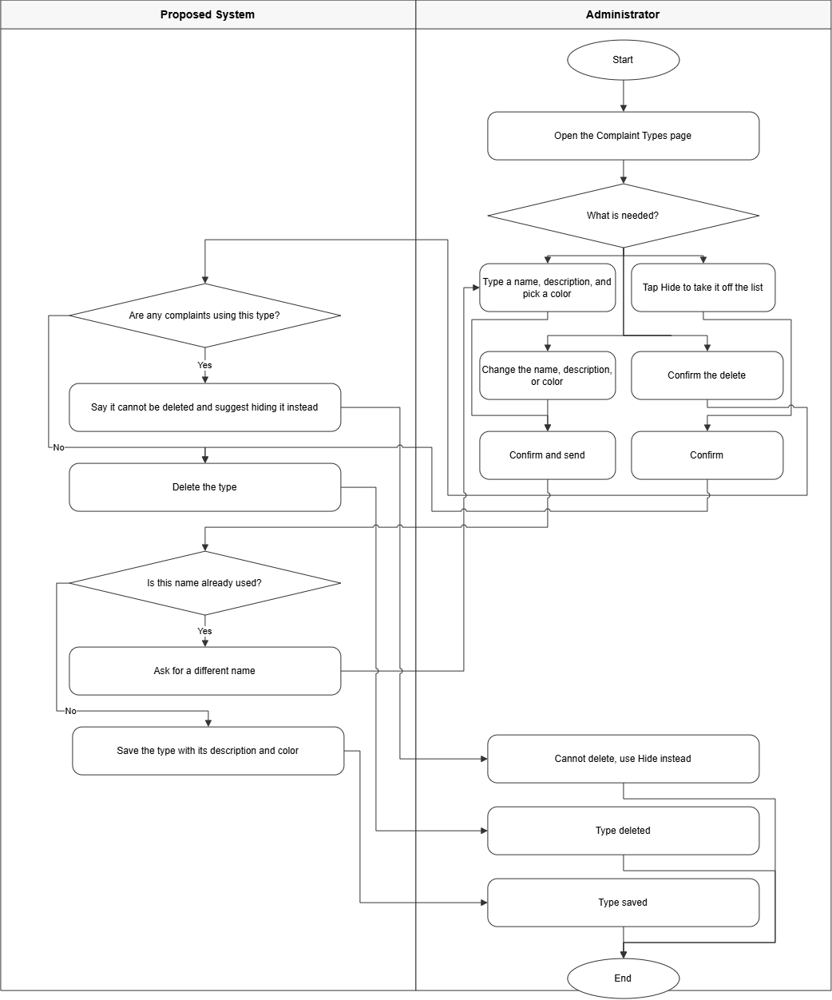 Proposed System
Administrator
Start
Open the Complaint Types page
What is needed?
Type a name, description, and
pick a color
Tap Hide to take it off the list
Are any complaints using this type?
Yes
Change the name, description,
or color
Confirm the delete
Say it cannot be deleted and suggest hiding it instead
No
Confirm and send
Confirm
Delete the type
Is this name already used?
Yes
Ask for a different name
No
Save the type with its description and color
Cannot delete, use Hide instead
Type deleted
Type saved
End